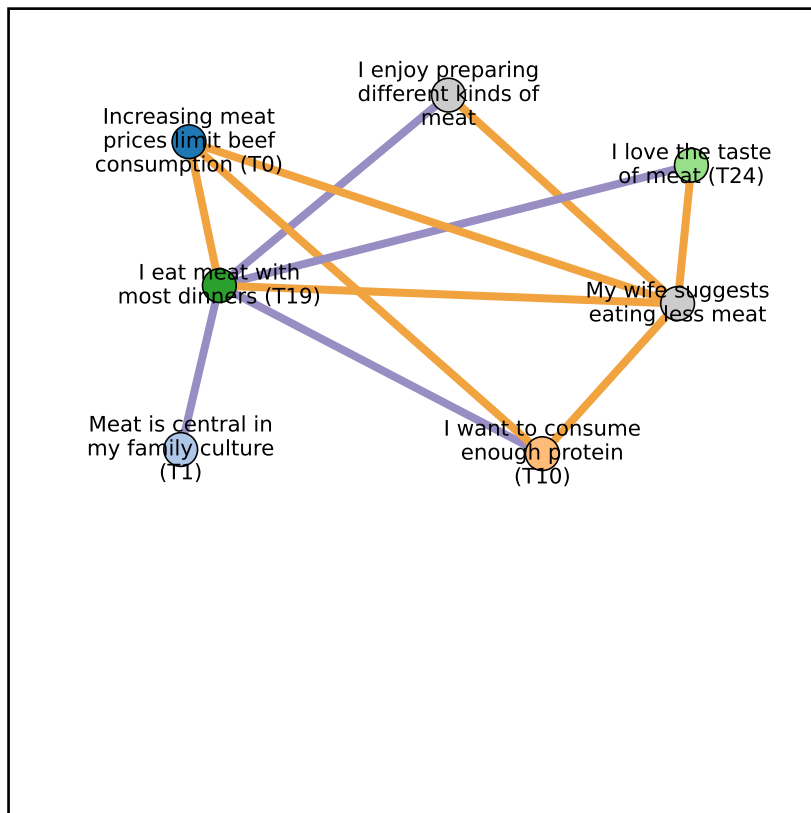 I enjoy preparing
different kinds of
meat
Increasing meat
prices limit beef
consumption (T0)
I love the taste
of meat (T24)
I eat meat with
most dinners (T19)
My wife suggests
eating less meat
Meat is central in
my family culture
(T1)
I want to consume
enough protein
(T10)